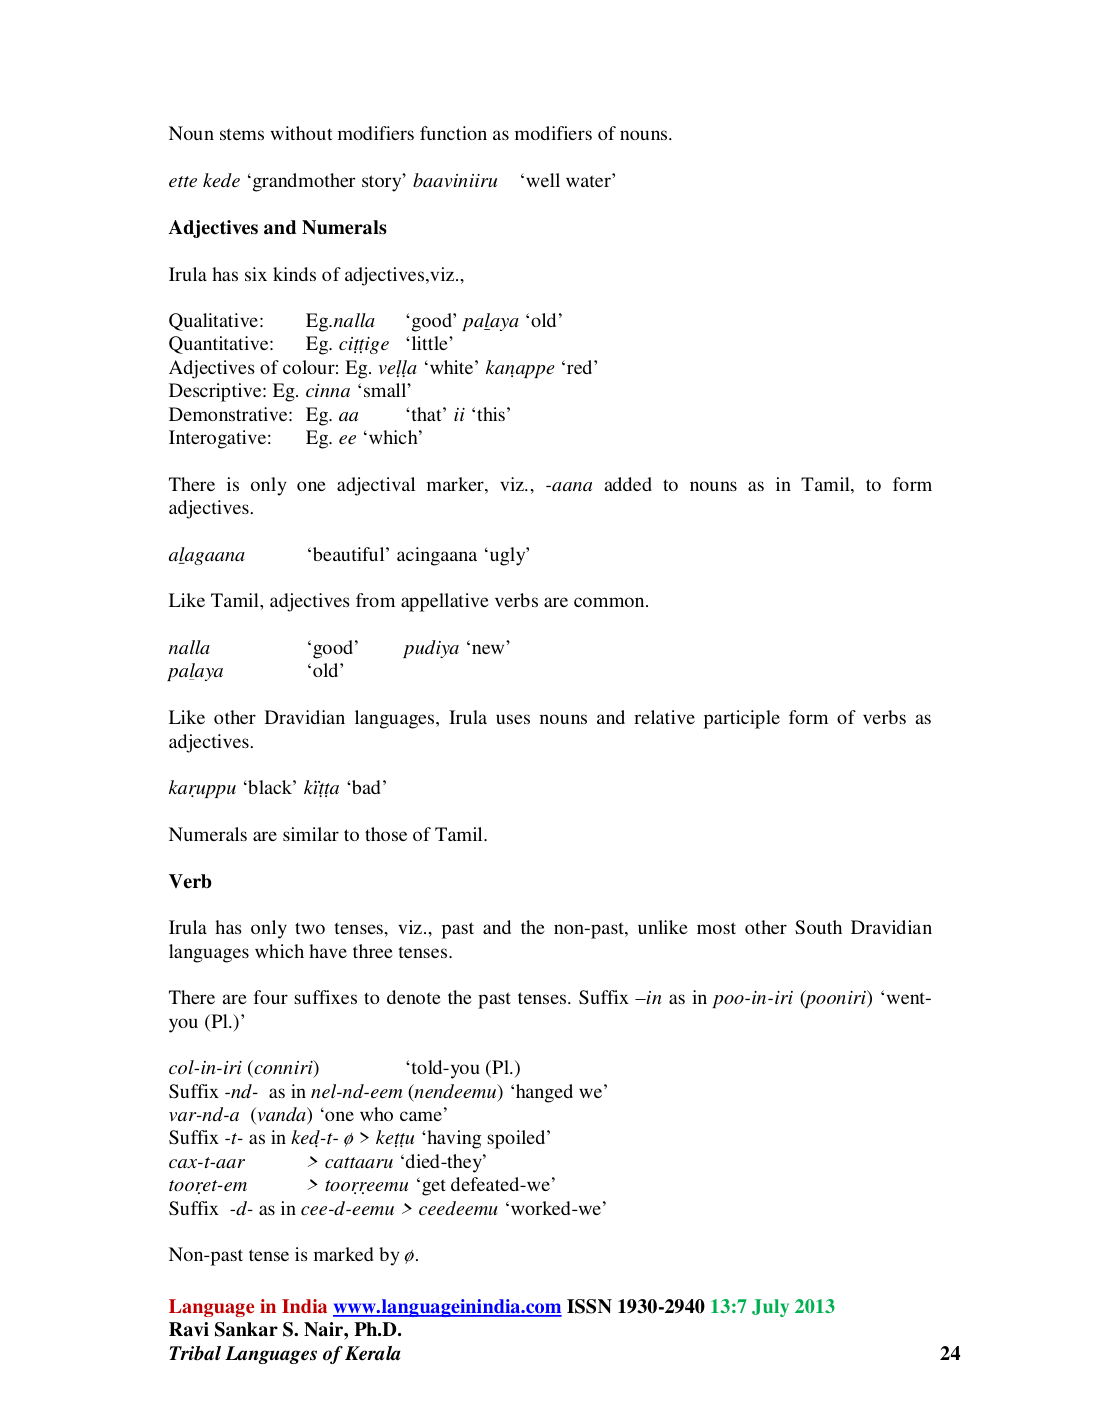 Noun stems without modifiers function as modifiers of nouns.
ette kede ‘grandmother story’ baaviniiru ‘well water’
Adjectives and Numerals
Irula has six kinds of adjectives,viz.,
Qualitative: Eg.nalla ‘good’ paḻaya ‘old’
Quantitative: Eg. ciṭṭige ‘little’
Adjectives of colour: Eg. veḷḷa ‘white’ kaṇappe ‘red’
Descriptive: Eg. cinna ‘small’
Demonstrative: Eg. aa ‘that’ ii ‘this’
Interogative: Eg. ee ‘which’
There is only one adjectival marker, viz., -aana added to nouns as in Tamil, to form
adjectives.
aḻagaana ‘beautiful’ acingaana ‘ugly’
Like Tamil, adjectives from appellative verbs are common.
nalla ‘good’ pudiya ‘new’
paḻaya ‘old’
Like other Dravidian languages, Irula uses nouns and relative participle form of verbs as
adjectives.
kaṛuppu ‘black’ kïṭṭa ‘bad’
Numerals are similar to those of Tamil.
Verb
Irula has only two tenses, viz., past and the non-past, unlike most other South Dravidian
languages which have three tenses.
There are four suffixes to denote the past tenses. Suffix –in as in poo-in-iri (pooniri) ‘went-
you (Pl.)’
col-in-iri (conniri) ‘told-you (Pl.)
Suffix -nd- as in nel-nd-eem (nendeemu) ‘hanged we’
var-nd-a (vanda) ‘one who came’
Suffix -t- as in keḍ-t- ø > keṭṭu ‘having spoiled’
cax-t-aar > cattaaru ‘died-they’
tooṛet-em > tooṛṛeemu ‘get defeated-we’
Suffix -d- as in cee-d-eemu > ceedeemu ‘worked-we’
Non-past tense is marked by ø.
Language in India www.languageinindia.com ISSN 1930-2940 13:7 July 2013
Ravi Sankar S. Nair, Ph.D.
Tribal Languages of Kerala 24